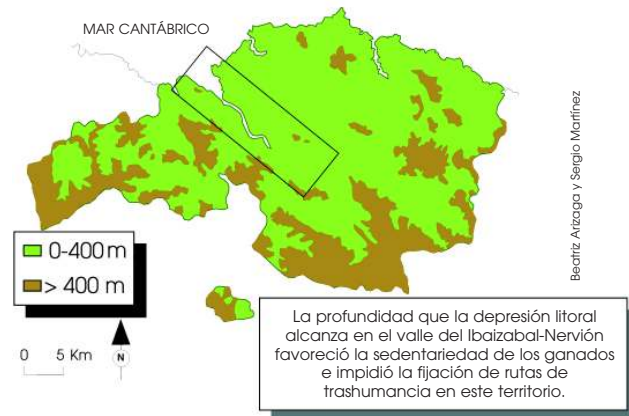 MAR CANTÁBRICO
Beatriz Arizaga y Sergio Martínez
0-400 m
> 400 m
0 5 Km
N
La profundidad que la depresión litoral
alcanza en el valle del Ibaizabal-Nervión
favoreció la sedentariedad de los ganados
e impidió la fijación de rutas de
trashumancia en este territorio.